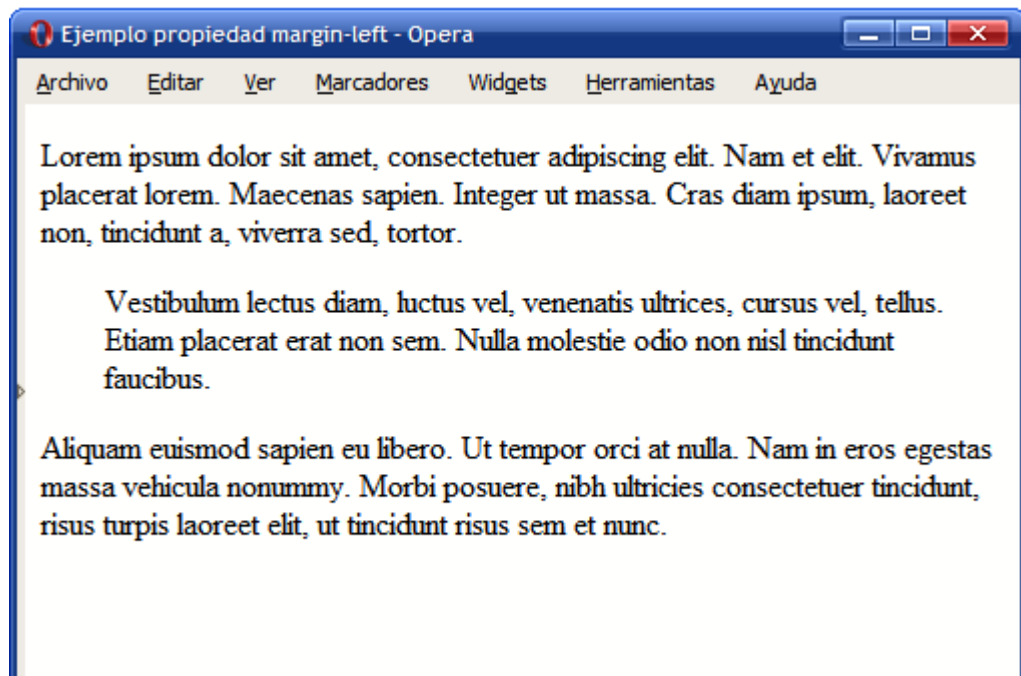 Ejemplo propiedad margin-left - Opera
Archivo Editar Ver Marcadores Widgets Herramientas Ayuda
Lorem ipsum dolor sit amet, consectetuer adipiscing elit. Nam et elit. Vivamus
placerat lorem. Maecenas sapien. Integer ut massa. Cras diam ipsum, laoreet
non, tincidunt a, viverra sed, tortor.
Vestibulum lectus diam, luctus vel, venenatis ultrices, cursus vel, tellus.
Etiam placerat erat non sem. Nulla molestie odio non nisl tincidunt
faucibus.
Aliquam euismod sapien eu libero. Ut tempor orci at nulla. Nam in eros egestas
massa vehicula nonummy. Morbi posuere, nibh ultricies consectetuer tincidunt,
risus turpis laoreet elit, ut tincidunt risus sem et nunc.